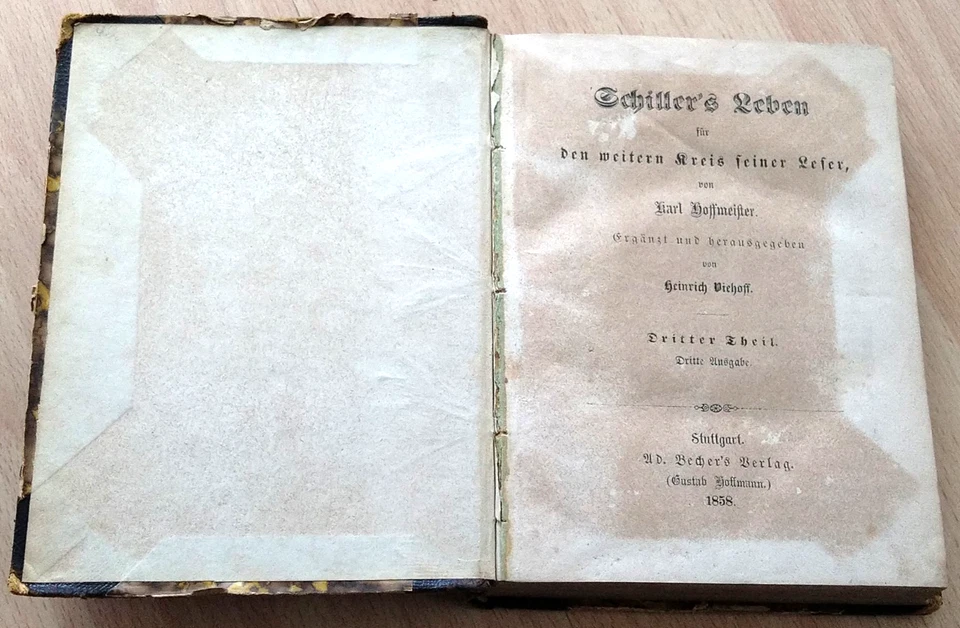 Schiller's Leben
für
den weitern Kreis seiner Leser,
von
Karl Hoffmeister.
Ergänzt und herausgegeben
von
Heinrich Viehoff.
Dritter Theil.
Dritte Ausgabe.
Stuttgart.
Ad. Becher's Verlag.
(Gustav Hoffmann.)
1858.